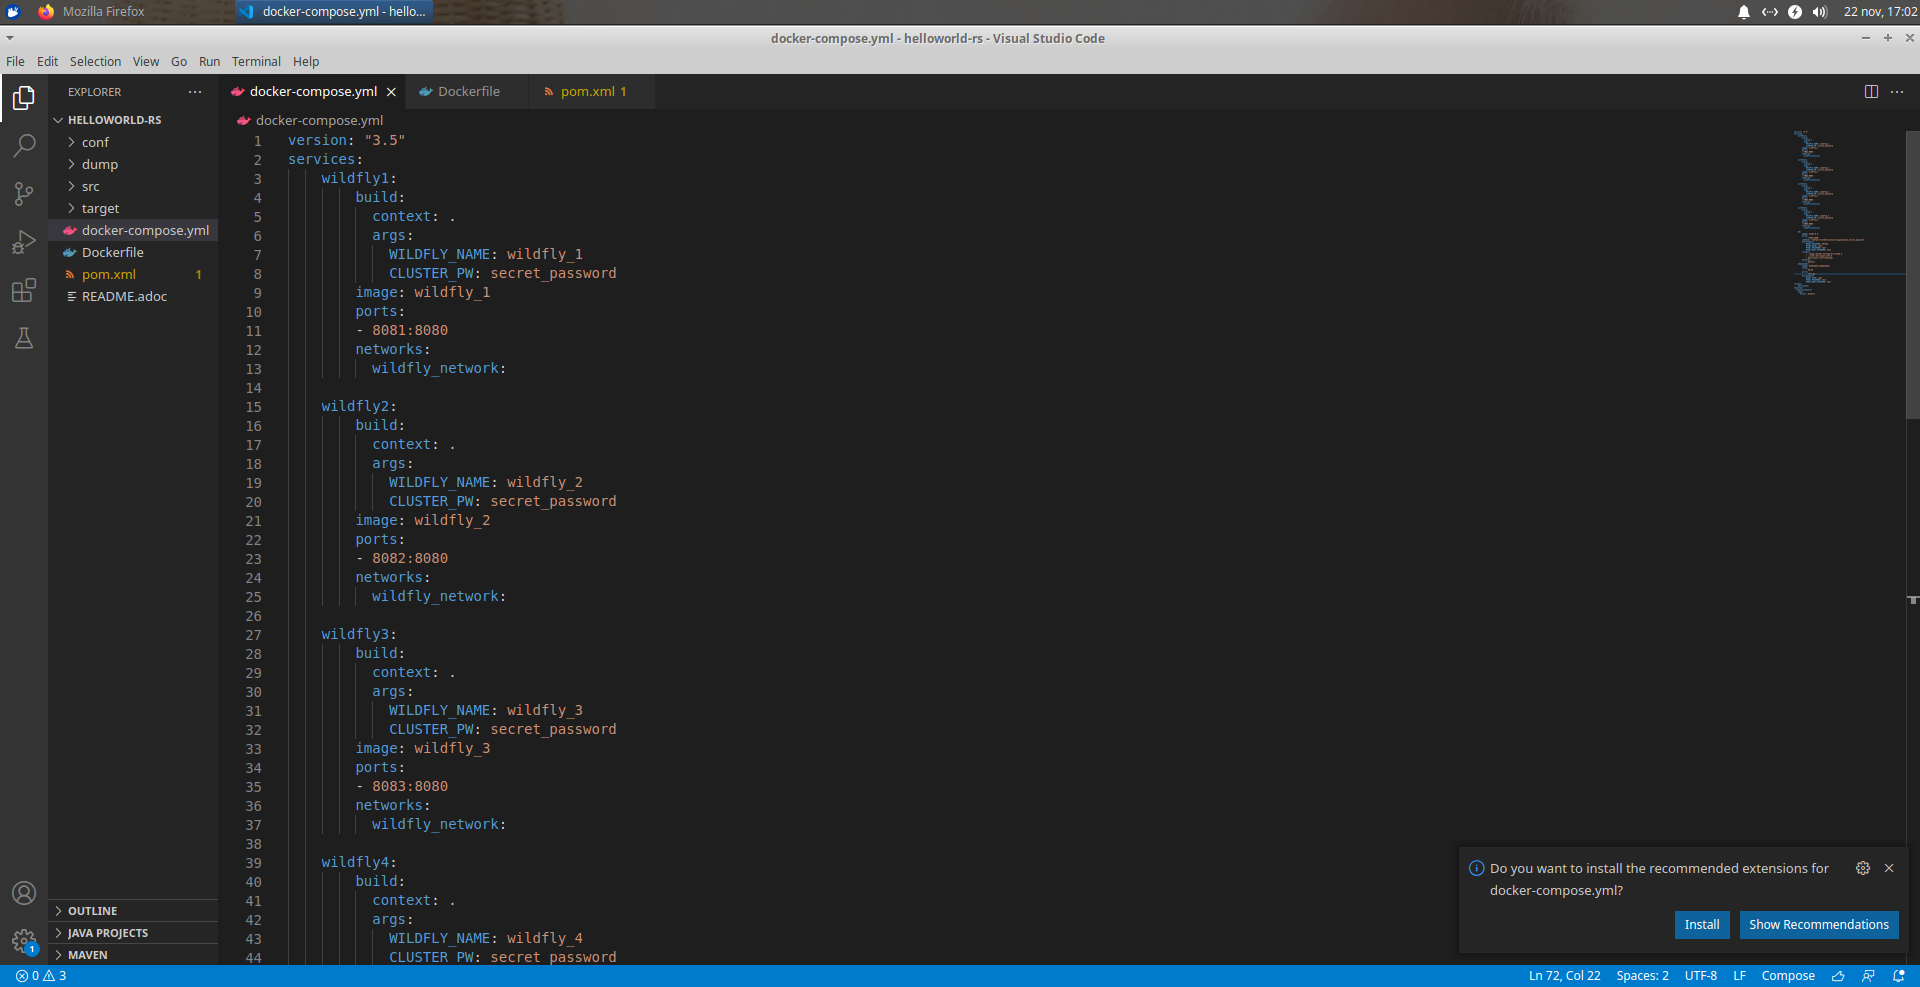 Mozilla Firefox
docker-compose.yml - hello...
22 nov, 17:02
docker-compose.yml - helloworld-rs - Visual Studio Code
File Edit Selection View Go Run Terminal Help
EXPLORER
docker-compose.yml
Dockerfile
pom.xml 1
HELLOWORLD-RS
conf
dump
src
target
docker-compose.yml
Dockerfile
pom.xml 1
README.adoc
OUTLINE
JAVA PROJECTS
MAVEN
1
docker-compose.yml
1 version: "3.5"
2 services:
3 wildfly1:
4 build:
5 context: .
6 args:
7 WILDFLY_NAME: wildfly_1
8 CLUSTER_PW: secret_password
9 image: wildfly_1
10 ports:
11 - 8081:8080
12 networks:
13 wildfly_network:
14
15 wildfly2:
16 build:
17 context: .
18 args:
19 WILDFLY_NAME: wildfly_2
20 CLUSTER_PW: secret_password
21 image: wildfly_2
22 ports:
23 - 8082:8080
24 networks:
25 wildfly_network:
26
27 wildfly3:
28 build:
29 context: .
30 args:
31 WILDFLY_NAME: wildfly_3
32 CLUSTER_PW: secret_password
33 image: wildfly_3
34 ports:
35 - 8083:8080
36 networks:
37 wildfly_network:
38
39 wildfly4:
40 build:
41 context: .
42 args:
43 WILDFLY_NAME: wildfly_4
44 CLUSTER_PW: secret_password
Do you want to install the recommended extensions for
docker-compose.yml?
Install
Show Recommendations
0 3
Ln 72, Col 22 Spaces: 2 UTF-8 LF Compose